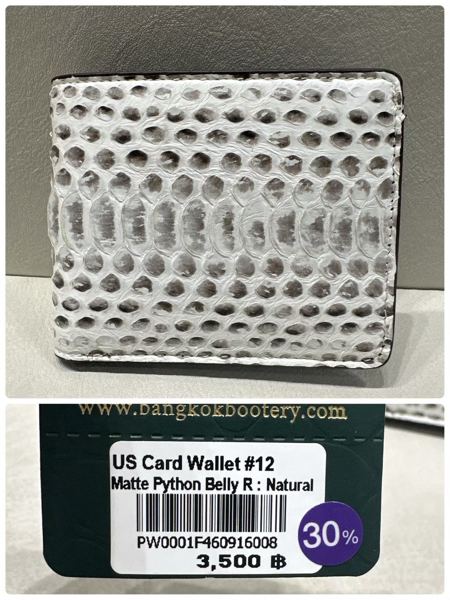 www.bangkokbootery.com
US Card Wallet #12
Matte Python Belly R : Natural
PW0001F460916008
3,500 ฿
30%